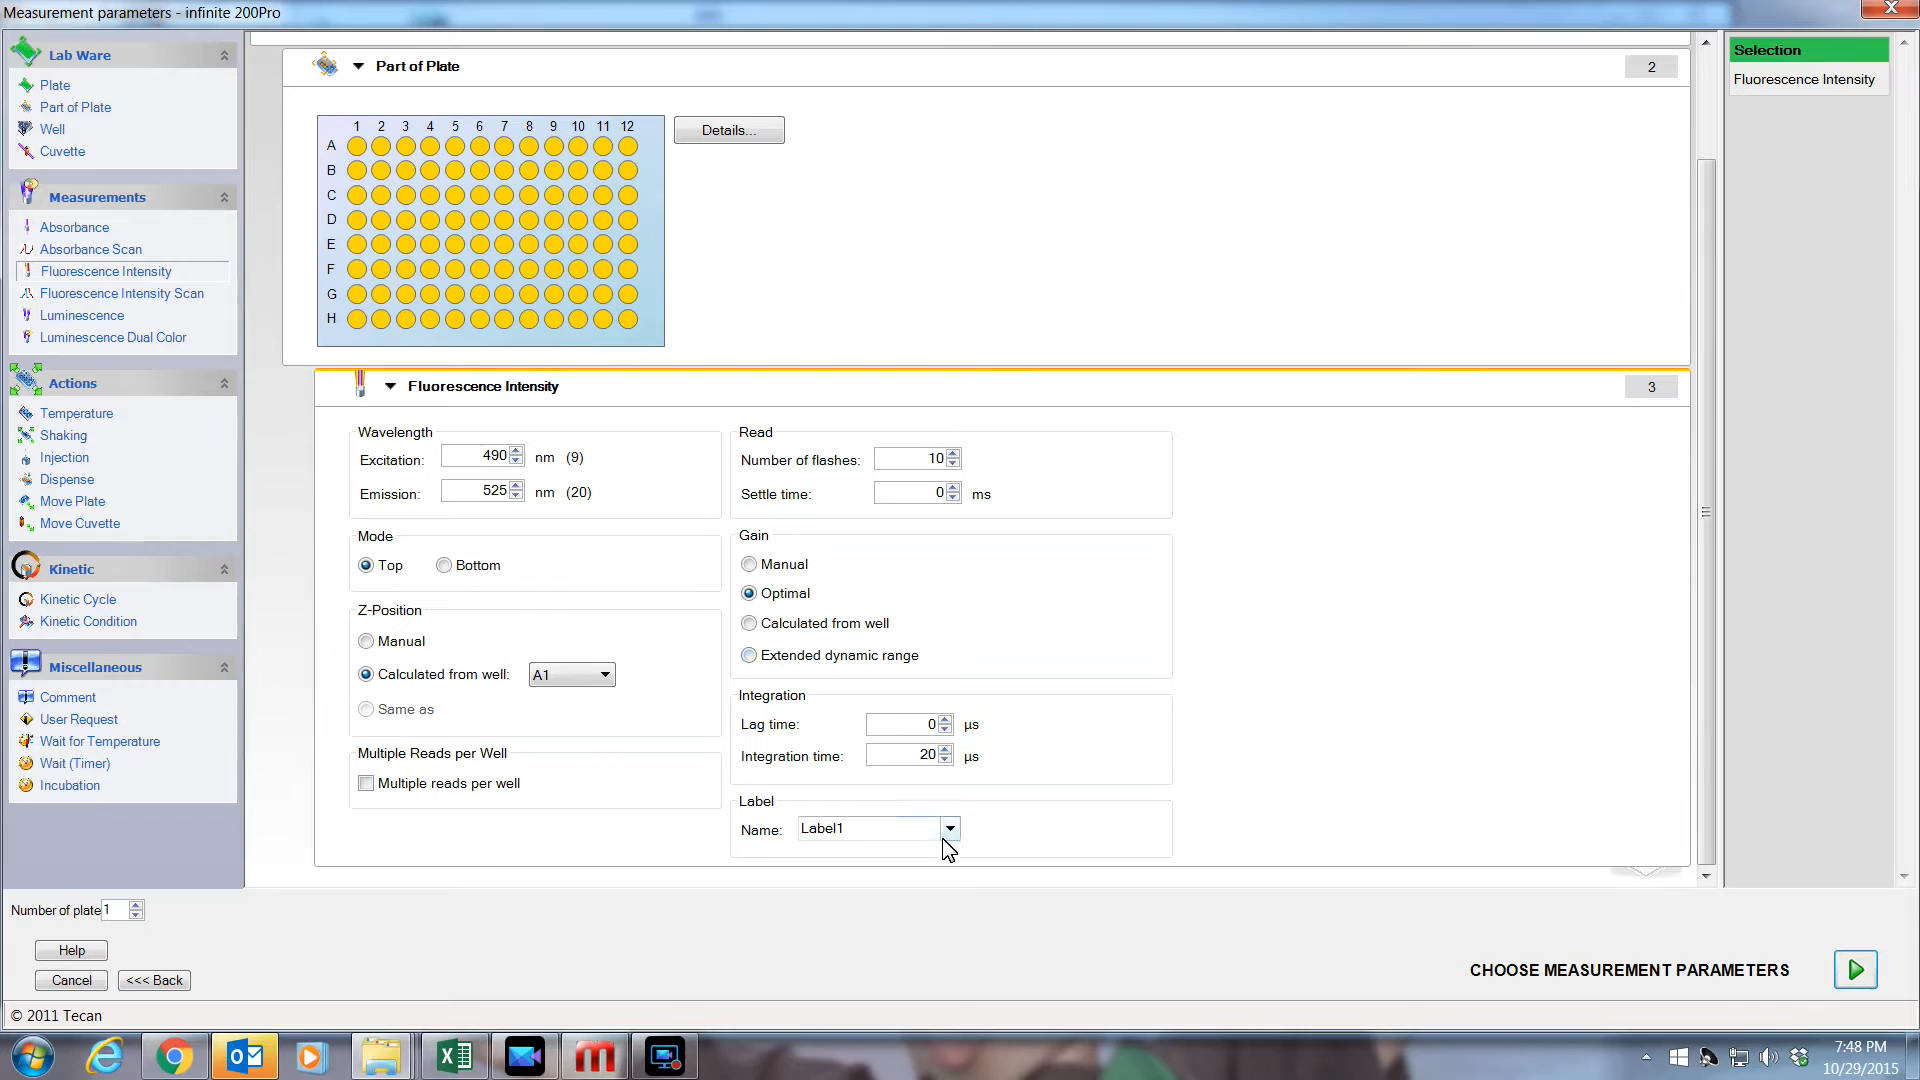 Measurement parameters - infinite 200Pro
Lab Ware
Plate
Part of Plate
Well
Cuvette
Measurements
Absorbance
Absorbance Scan
Fluorescence Intensity
Fluorescence Intensity Scan
Luminescence
Luminescence Dual Color
Actions
Temperature
Shaking
Injection
Dispense
Move Plate
Move Cuvette
Kinetic
Kinetic Cycle
Kinetic Condition
Miscellaneous
Comment
User Request
Wait for Temperature
Wait (Timer)
Incubation
Part of Plate
2
1 2 3 4 5 6 7 8 9 10 11 12
A
B
C
D
E
F
G
H
Details...
Fluorescence Intensity
3
Wavelength
Excitation: 490 nm (9)
Emission: 525 nm (20)
Mode
Top Bottom
Z-Position
Manual
Calculated from well: A1
Same as
Multiple Reads per Well
Multiple reads per well
Read
Number of flashes: 10
Settle time: 0 ms
Gain
Manual
Optimal
Calculated from well
Extended dynamic range
Integration
Lag time: 0 µs
Integration time: 20 µs
Label
Name: Label1
Selection
Fluorescence Intensity
Number of plate 1
Help
Cancel <<< Back
CHOOSE MEASUREMENT PARAMETERS
© 2011 Tecan
7:48 PM
10/29/2015